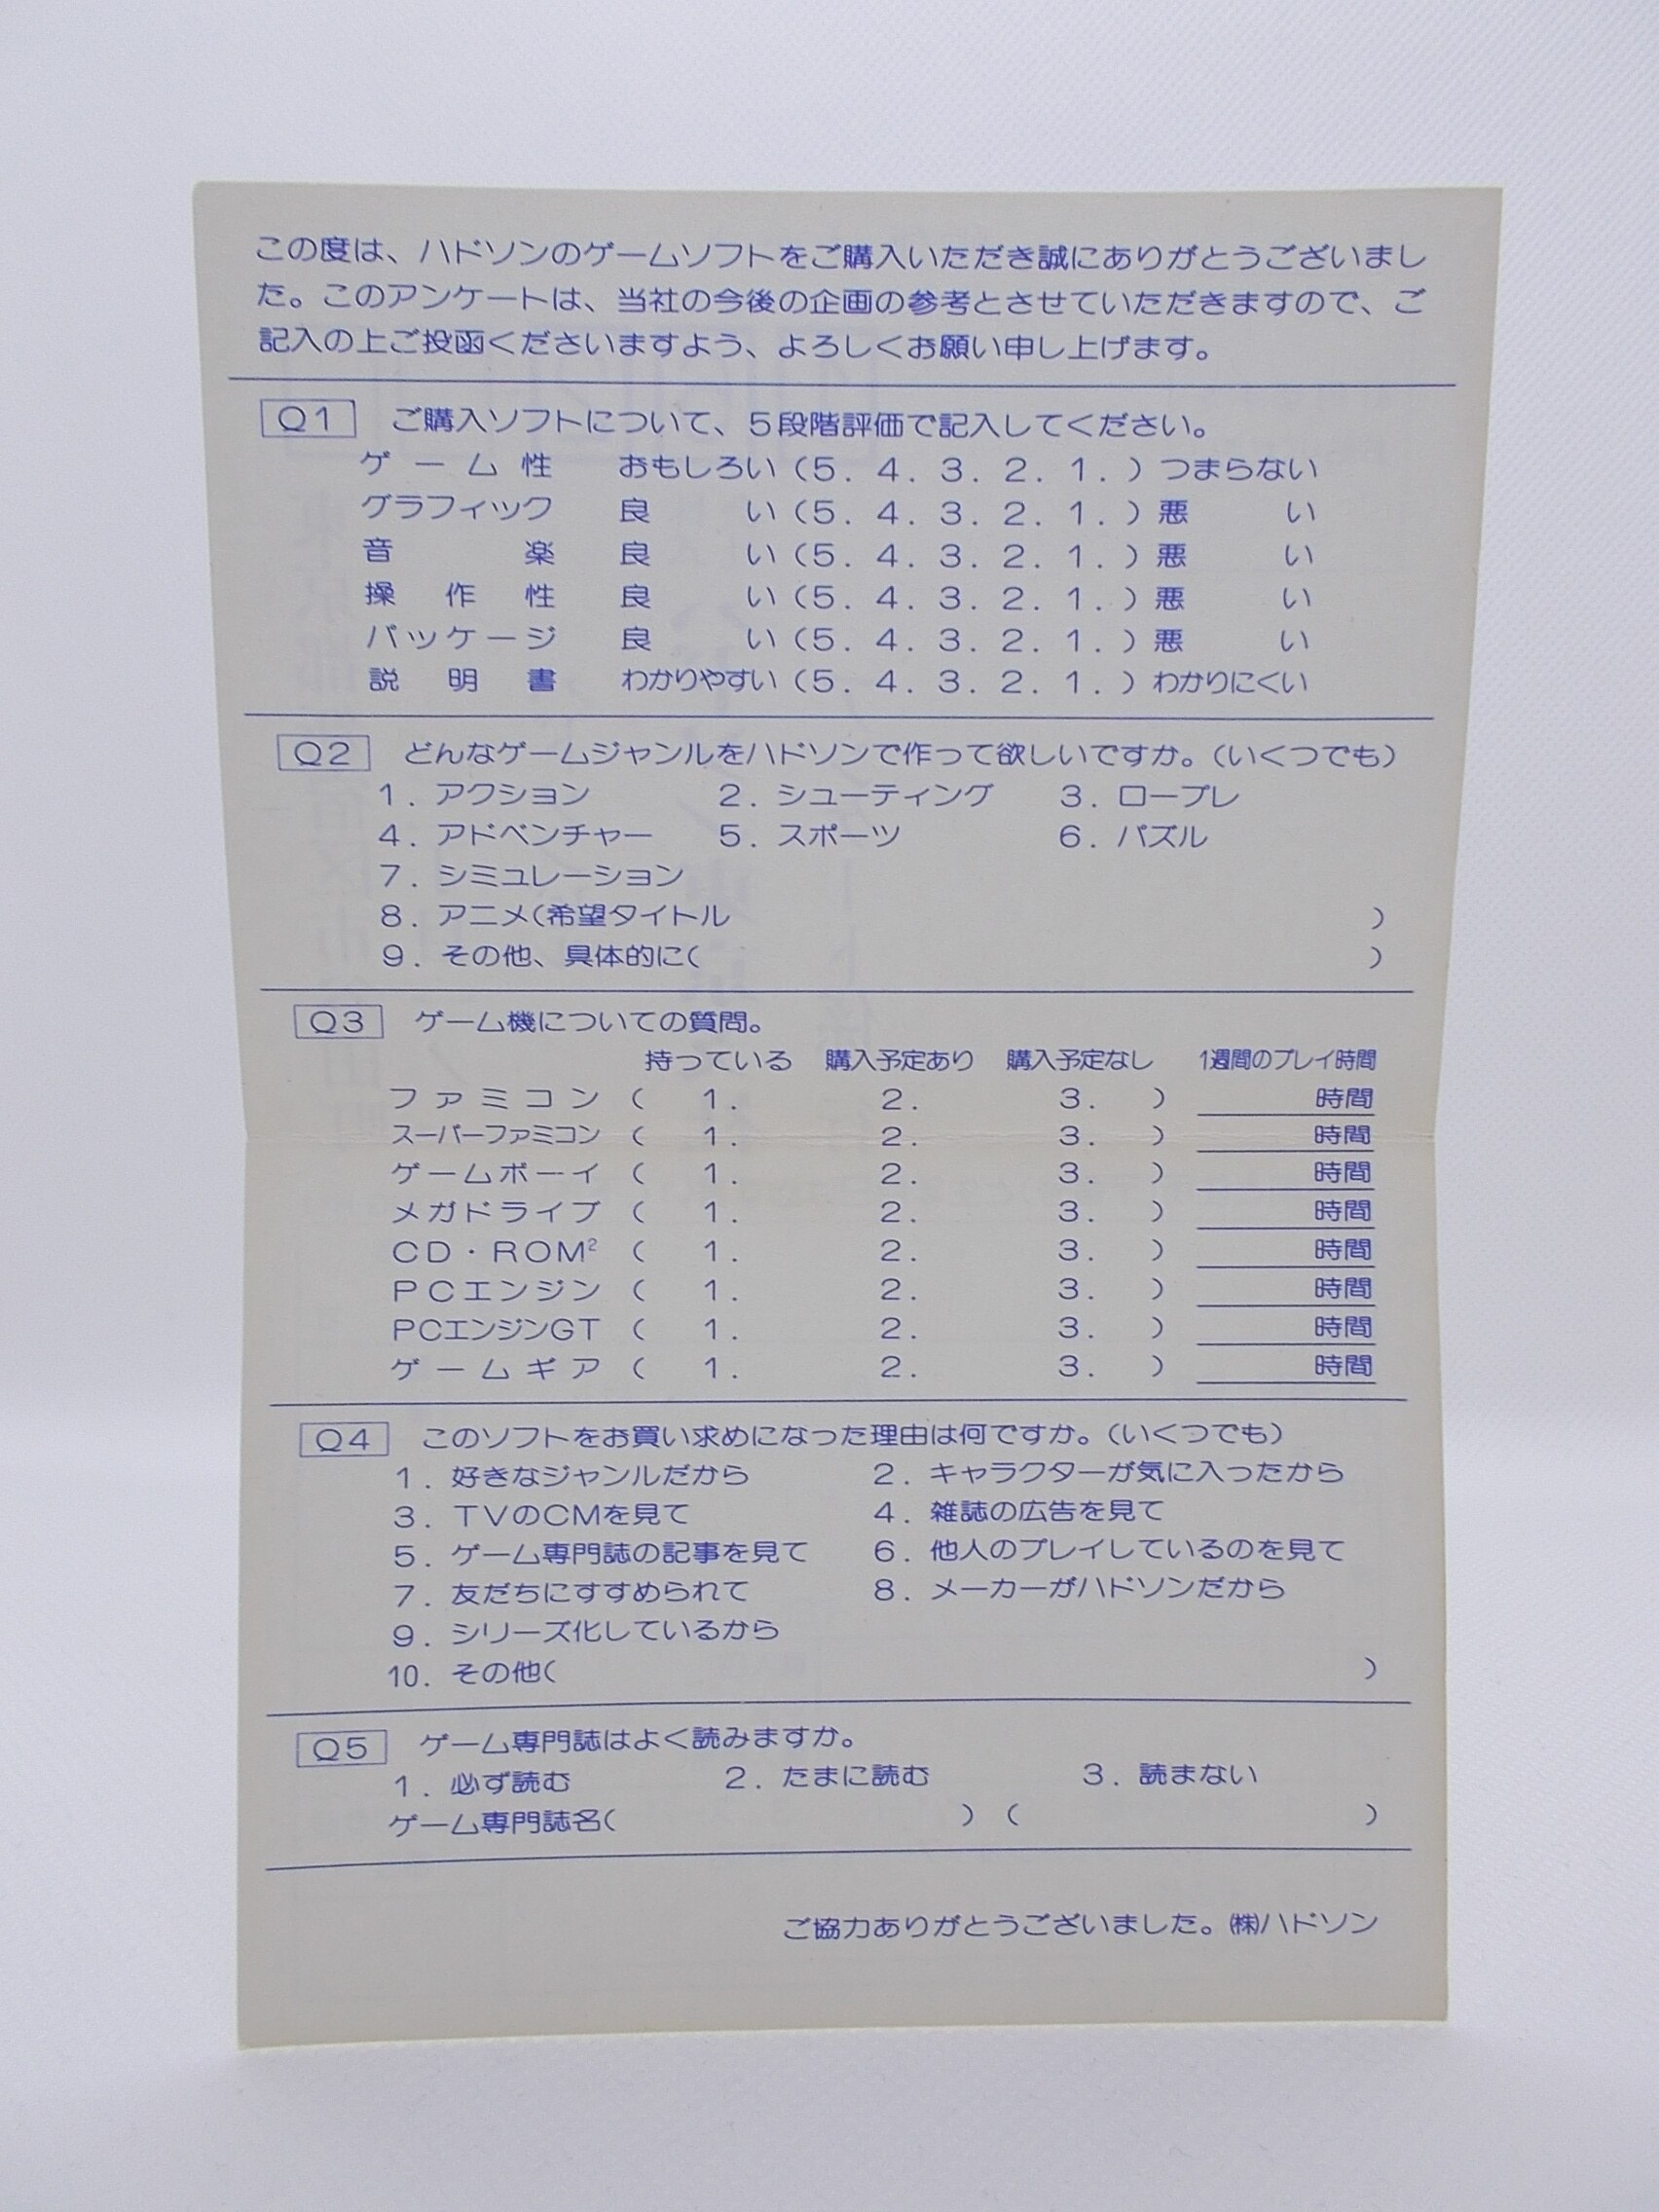 この度は、ハドソンのゲームソフトをご購入いただき誠にありがとうございまし
た。このアンケートは、当社の今後の企画の参考とさせていただきますので、ご
記入の上ご投函くださいますよう、よろしくお願い申し上げます。
Q1 ご購入ソフトについて、5段階評価で記入してください。
ゲーム性 おもしろい(5. 4. 3. 2. 1. )つまらない
グラフィック 良い(5. 4. 3. 2. 1. )悪い
音楽 良い(5. 4. 3. 2. 1. )悪い
操作性 良い(5. 4. 3. 2. 1. )悪い
パッケージ 良い(5. 4. 3. 2. 1. )悪い
説明書 わかりやすい(5. 4. 3. 2. 1. )わかりにくい
Q2 どんなゲームジャンルをハドソンで作って欲しいですか。(いくつでも)
1. アクション 2. シューティング 3. ロープレ
4. アドベンチャー 5. スポーツ 6. パズル
7. シミュレーション
8. アニメ(希望タイトル )
9. その他、具体的に( )
Q3 ゲーム機についての質問。
持っている 購入予定あり 購入予定なし 1週間のプレイ時間
ファミコン ( 1. 2. 3. ) 時間
スーパーファミコン ( 1. 2. 3. ) 時間
ゲームボーイ ( 1. 2. 3. ) 時間
メガドライブ ( 1. 2. 3. ) 時間
CD・ROM² ( 1. 2. 3. ) 時間
PCエンジン ( 1. 2. 3. ) 時間
PCエンジンGT ( 1. 2. 3. ) 時間
ゲームギア ( 1. 2. 3. ) 時間
Q4 このソフトをお買い求めになった理由は何ですか。(いくつでも)
1. 好きなジャンルだから 2. キャラクターが気に入ったから
3. TVのCMを見て 4. 雑誌の広告を見て
5. ゲーム専門誌の記事を見て 6. 他人のプレイしているのを見て
7. 友だちにすすめられて 8. メーカーがハドソンだから
9. シリーズ化しているから
10. その他( )
Q5 ゲーム専門誌はよく読みますか。
1. 必ず読む 2. たまに読む 3. 読まない
ゲーム専門誌名( ) ( )
ご協力ありがとうございました。㈱ハドソン